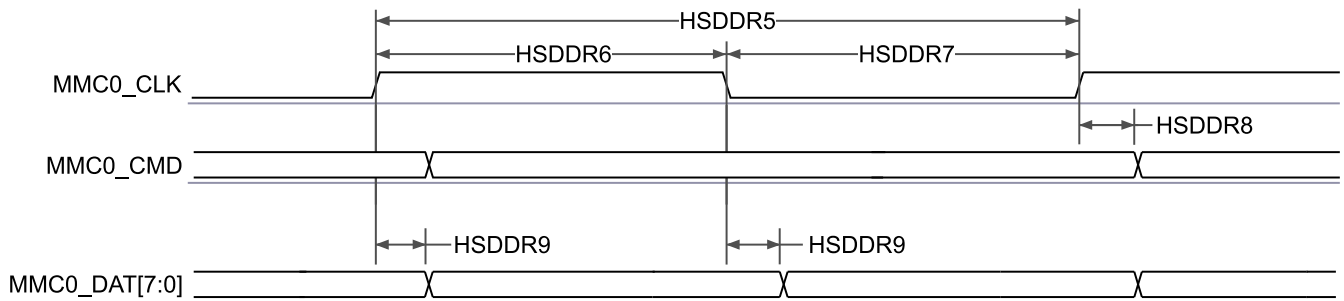 HSDDR5
HSDDR6 HSDDR7
MMC0_CLK
HSDDR8
MMC0_CMD
HSDDR9 HSDDR9
MMC0_DAT[7:0]